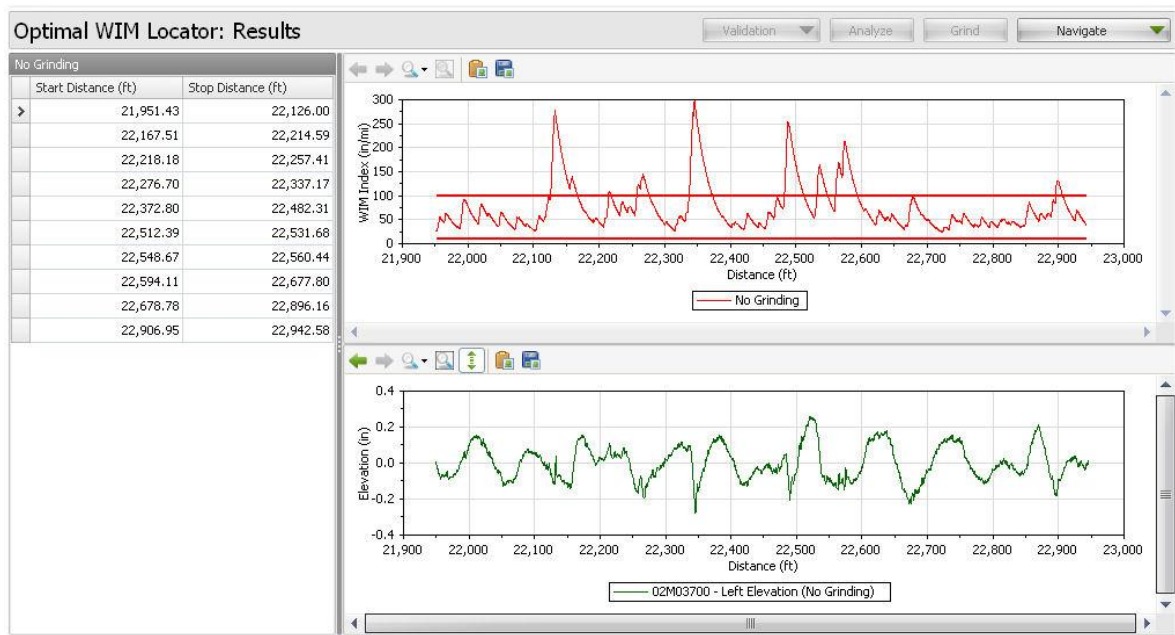 Optimal WIM Locator: Results
Validation Analyze Grind Navigate
No Grinding
Start Distance (ft) Stop Distance (ft)
21,951.43 22,126.00
22,167.51 22,214.59
22,218.18 22,257.41
22,276.70 22,337.17
22,372.80 22,482.31
22,512.39 22,531.68
22,548.67 22,560.44
22,594.11 22,677.80
22,678.78 22,896.16
22,906.95 22,942.58
WIM Index (in/mi)
300
250
200
150
100
50
0
21,900 22,000 22,100 22,200 22,300 22,400 22,500 22,600 22,700 22,800 22,900 23,000
Distance (ft)
No Grinding
Elevation (in)
0.4
0.2
0.0
-0.2
-0.4
21,900 22,000 22,100 22,200 22,300 22,400 22,500 22,600 22,700 22,800 22,900 23,000
Distance (ft)
02M03700 - Left Elevation (No Grinding)